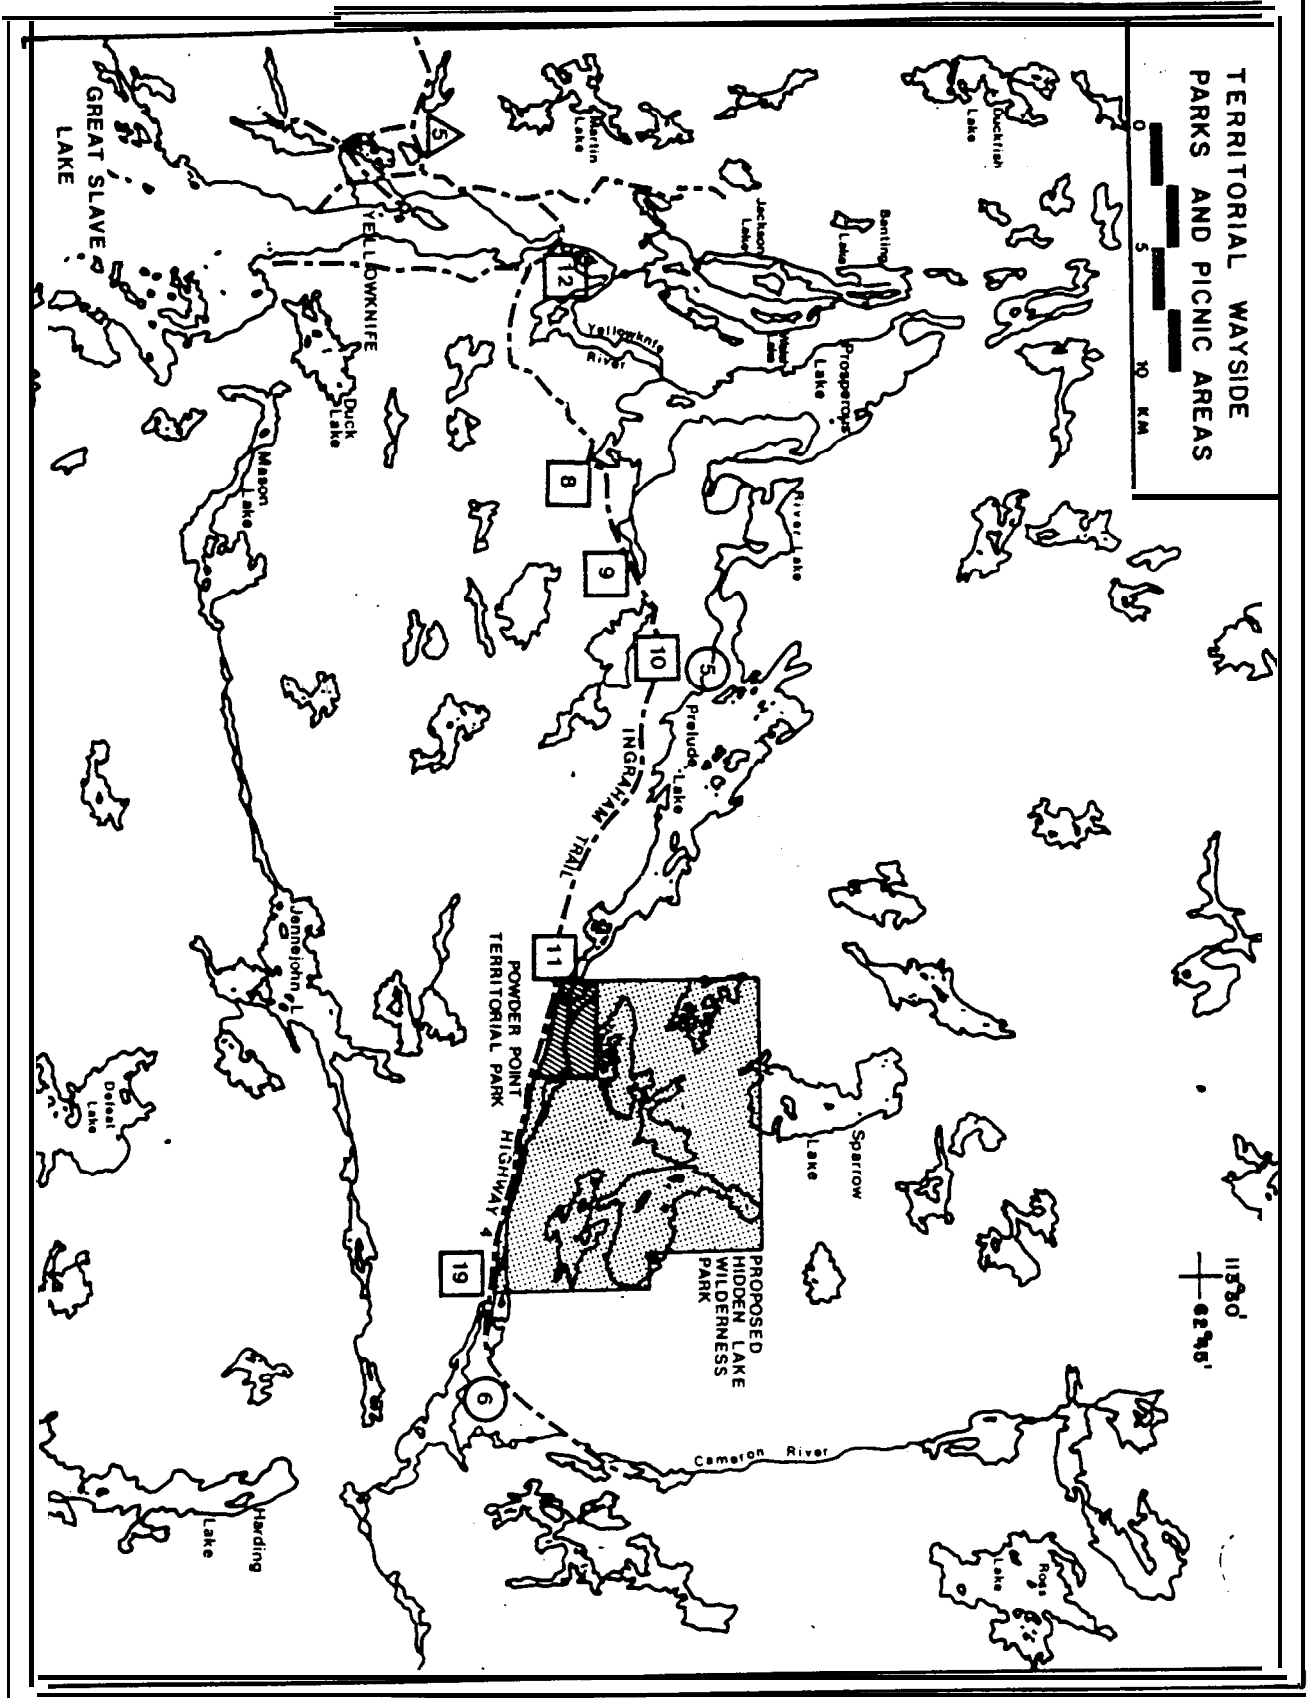 TERRITORIAL WAYSIDE
PARKS AND PICNIC AREAS
0 5 10 KM
113°30'
62°45'
Duckfish
Lake
Martin
Lake
Jackson
Lake
Banting
Lake
Walsh
Lake
Prosperous
Lake
River Lake
Yellowknife
River
5
12
8
9
10
5
YELLOWKNIFE
GREAT SLAVE
LAKE
Duck
Lake
Mason
Lake
Prelude
Lake
INGRAHAM TRAIL
11
POWDER POINT
TERRITORIAL PARK
HIGHWAY 4
19
6
Sparrow
Lake
PROPOSED
HIDDEN LAKE
WILDERNESS
PARK
Jennejohn L
Defeat
Lake
Cameron River
Harding
Lake
Ross
Lake